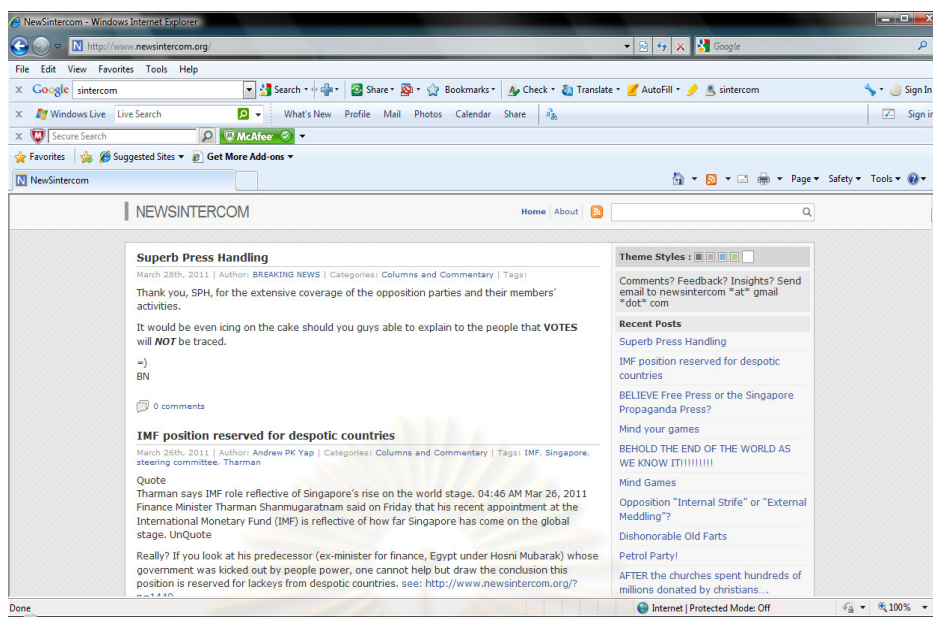 NewSintercom - Windows Internet Explorer
http://www.newsintercom.org/
Google
File Edit View Favorites Tools Help
x Google sintercom Search Share Bookmarks Check Translate AutoFill sintercom Sign In
x Windows Live Live Search What's New Profile Mail Photos Calendar Share Sign in
x Secure Search McAfee
Favorites Suggested Sites Get More Add-ons
NewSintercom Page Safety Tools
NEWSINTERCOM
Home About
Superb Press Handling
March 28th, 2011 | Author: BREAKING NEWS | Categories: Columns and Commentary | Tags:
Thank you, SPH, for the extensive coverage of the opposition parties and their members'
activities.
It would be even icing on the cake should you guys able to explain to the people that VOTES
will NOT be traced.
=)
BN
0 comments
IMF position reserved for despotic countries
March 26th, 2011 | Author: Andrew PK Yap | Categories: Columns and Commentary | Tags: IMF, Singapore,
steering committee, Tharman
Quote
Tharman says IMF role reflective of Singapore's rise on the world stage. 04:46 AM Mar 26, 2011
Finance Minister Tharman Shanmugaratnam said on Friday that his recent appointment at the
International Monetary Fund (IMF) is reflective of how far Singapore has come on the global
stage. UnQuote
Really? If you look at his predecessor (ex-minister for finance, Egypt under Hosni Mubarak) whose
government was kicked out by people power, one cannot help but draw the conclusion this
position is reserved for lackeys from despotic countries. see: http://www.newsintercom.org/?
Theme Styles :
Comments? Feedback? Insights? Send
email to newsintercom *at* gmail
*dot* com
Recent Posts
Superb Press Handling
IMF position reserved for despotic
countries
BELIEVE Free Press or the Singapore
Propaganda Press?
Mind your games
BEHOLD THE END OF THE WORLD AS
WE KNOW IT!!!!!!!!!
Mind Games
Opposition "Internal Strife" or "External
Meddling"?
Dishonorable Old Farts
Petrol Party!
AFTER the churches spent hundreds of
millions donated by christians....
Done
Internet | Protected Mode: Off
100%